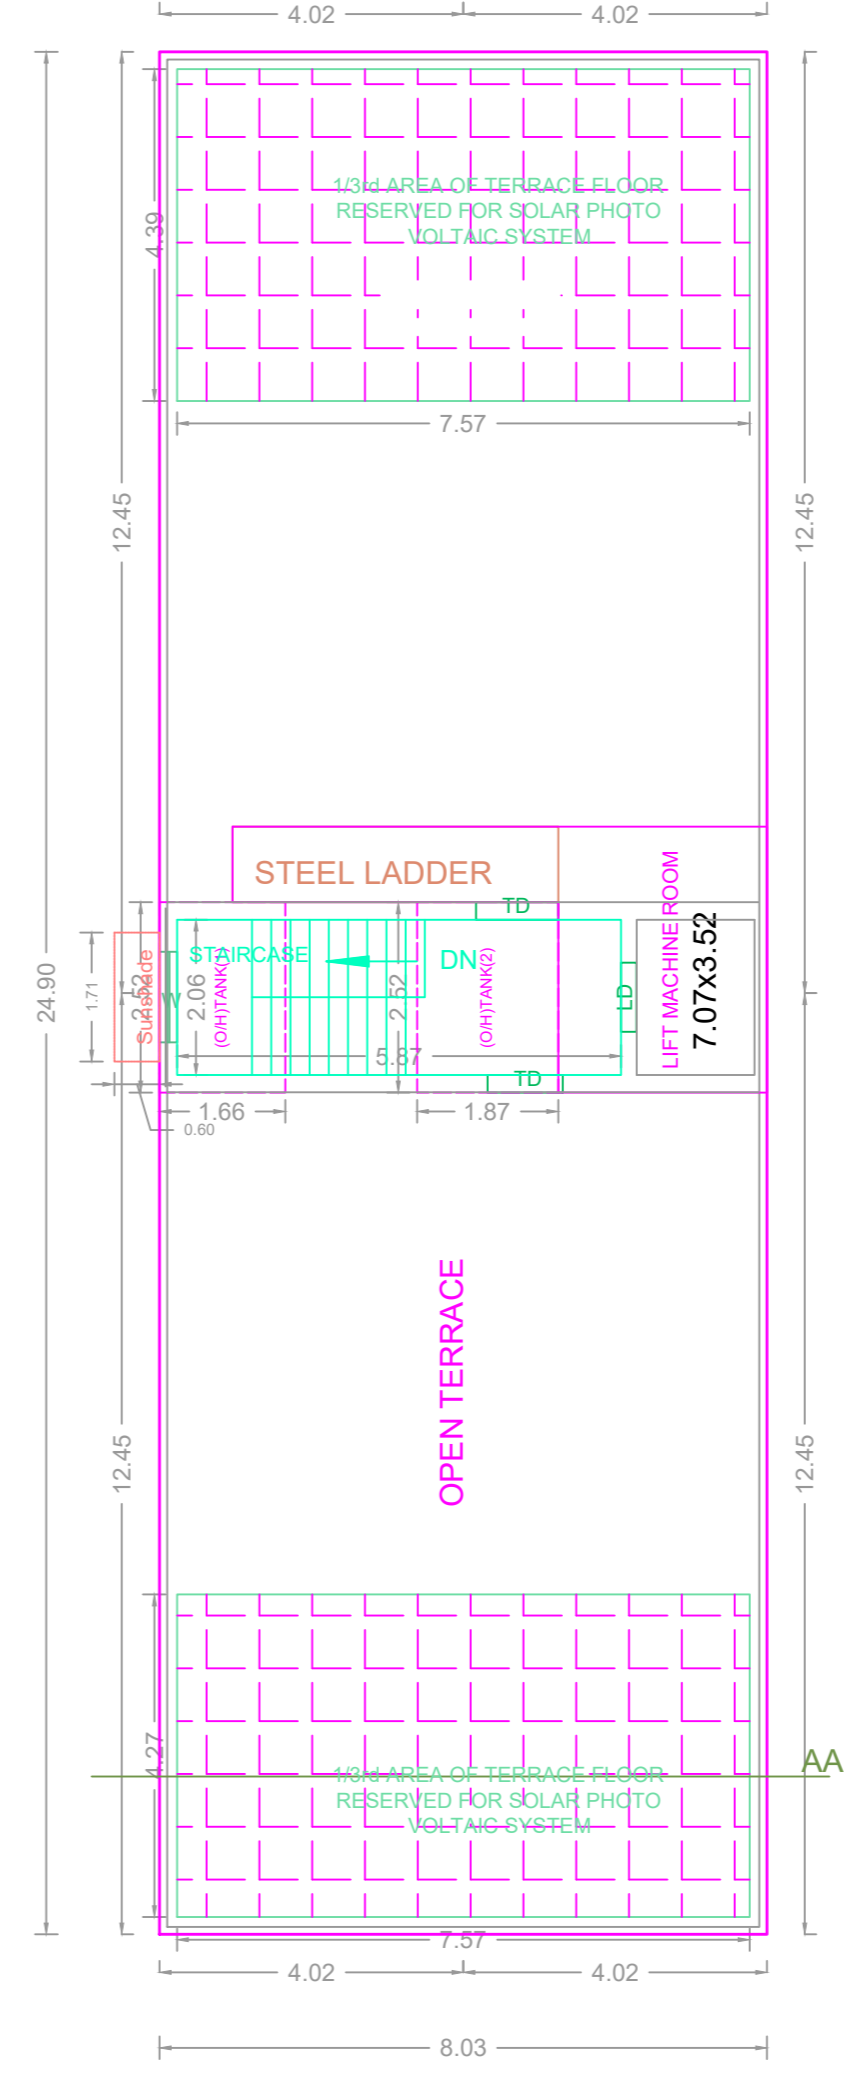 4.02
4.02
1/3rd AREA OF TERRACE FLOOR
RESERVED FOR SOLAR PHOTO
VOLTAIC SYSTEM
4.39
7.57
12.45
12.45
24.90
STEEL LADDER
LIFT MACHINE ROOM
7.07x3.52
TD
STAIRCASE
DN
(O/H)TANK(1)
(O/H)TANK(2)
Sunshade
W
1.71
2.52
2.06
2.52
LD
5.87
TD
1.66
1.87
0.60
OPEN TERRACE
12.45
12.45
4.27
AA
1/3rd AREA OF TERRACE FLOOR
RESERVED FOR SOLAR PHOTO
VOLTAIC SYSTEM
7.57
4.02
4.02
8.03